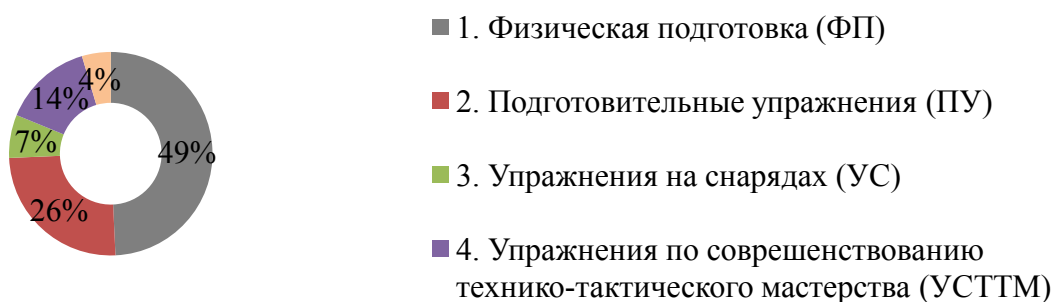 4%
14%
7%
49%
26%
1. Физическая подготовка (ФП)
2. Подготовительные упражнения (ПУ)
3. Упражнения на снарядах (УС)
4. Упражнения по соврешенствованию
технико-тактического мастерства (УСТТМ)